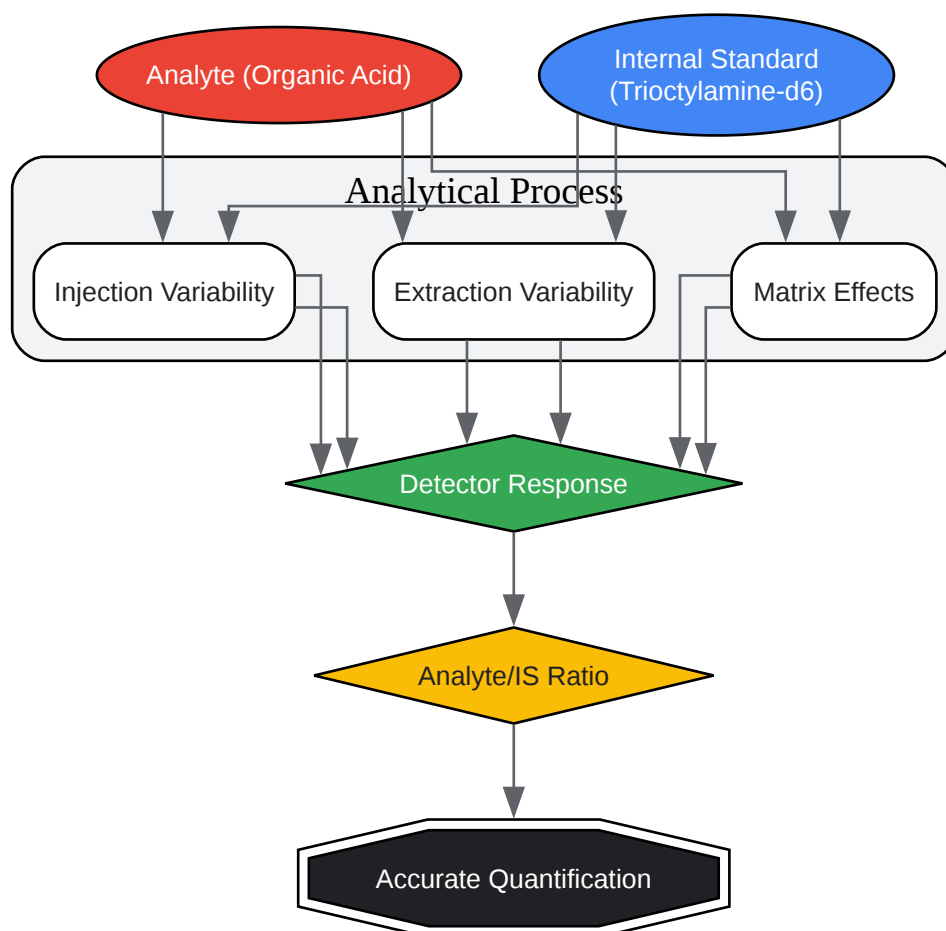 Analyte (Organic Acid)
Internal Standard
(Trioctylamine-d6)
Analytical Process
Injection Variability
Extraction Variability
Matrix Effects
Detector Response
Analyte/IS Ratio
Accurate Quantification